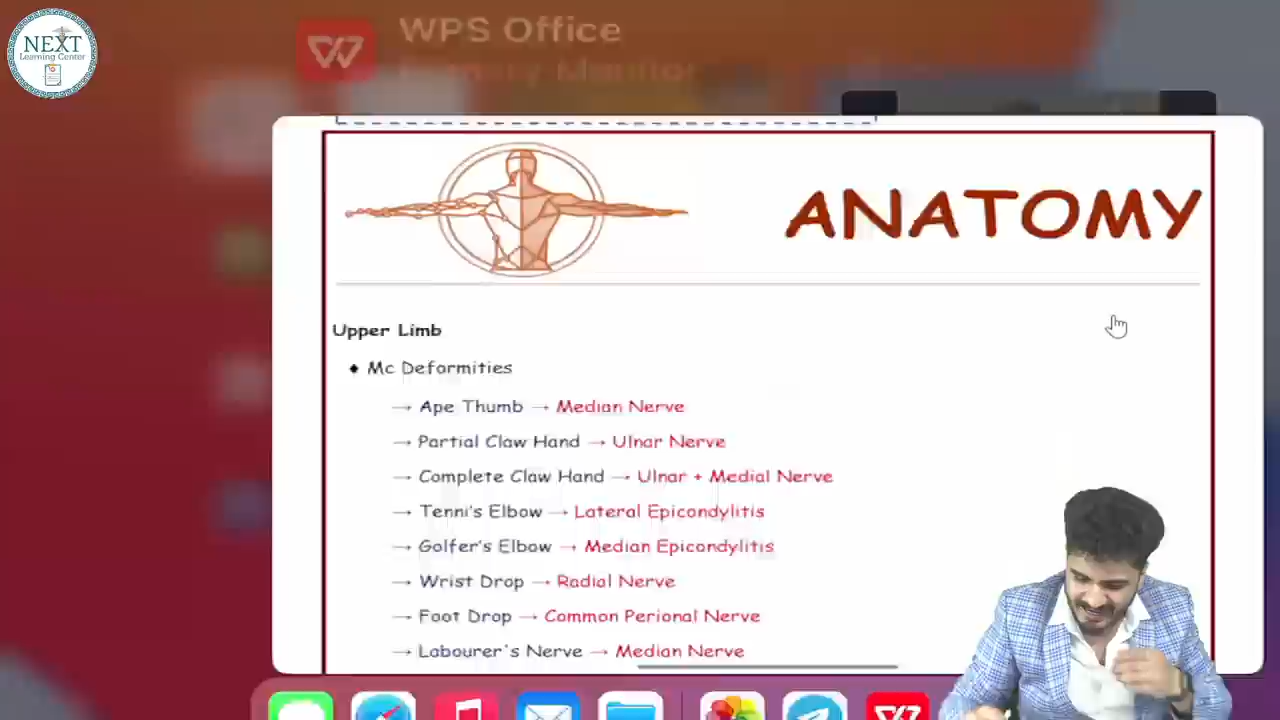 NEXT
Learning Center
WPS Office
Primary Monitor
ANATOMY
Upper Limb
◆ Mc Deformities
→ Ape Thumb → Median Nerve
→ Partial Claw Hand → Ulnar Nerve
→ Complete Claw Hand → Ulnar + Medial Nerve
→ Tenni's Elbow → Lateral Epicondylitis
→ Golfer's Elbow → Median Epicondylitis
→ Wrist Drop → Radial Nerve
→ Foot Drop → Common Perional Nerve
→ Labourer's Nerve → Median Nerve